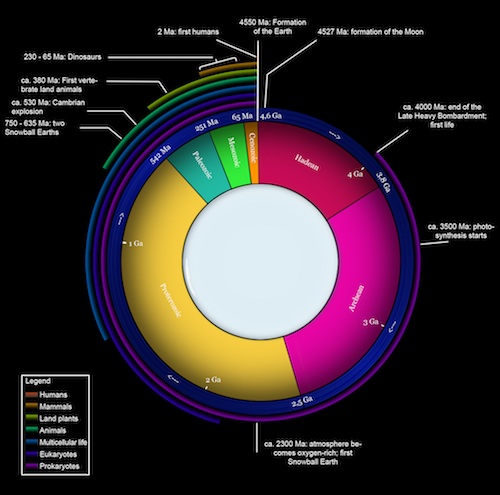 4550 Ma: Formation
of the Earth
2 Ma: first humans
4527 Ma: formation of the Moon
230 - 65 Ma: Dinosaurs
ca. 380 Ma: First verte-
brate land animals
ca. 530 Ma: Cambrian
explosion
750 - 635 Ma: two
Snowball Earths
ca. 4000 Ma: end of the
Late Heavy Bombardment;
first life
ca. 3500 Ma: photo-
synthesis starts
ca. 2300 Ma: atmosphere be-
comes oxygen-rich; first
Snowball Earth
4,6 Ga
Hadean
4 Ga
3,8 Ga
Archean
3 Ga
2,5 Ga
2 Ga
Proterozoic
1 Ga
542 Ma
Paleozoic
251 Ma
Mesozoic
65 Ma
Cenozoic
Legend
Humans
Mammals
Land plants
Animals
Multicellular life
Eukaryotes
Prokaryotes